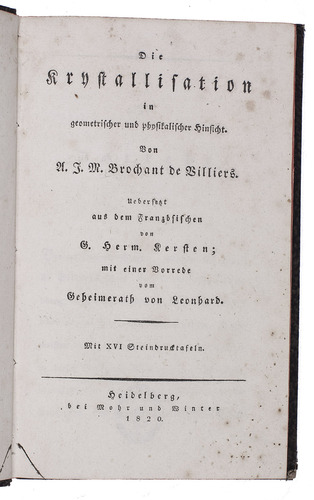 Die
Krystallisation
in
geometrischer und physikalischer Hinsicht.
Von
A. J. M. Brochant de Villiers.
Uebersetzt
aus dem Französischen
von
G. Herm. Kersten;
mit einer Vorrede
vom
Geheimerath von Leonhard.
Mit XVI Steindrucktafeln.
Heidelberg,
bei Mohr und Winter
1820.